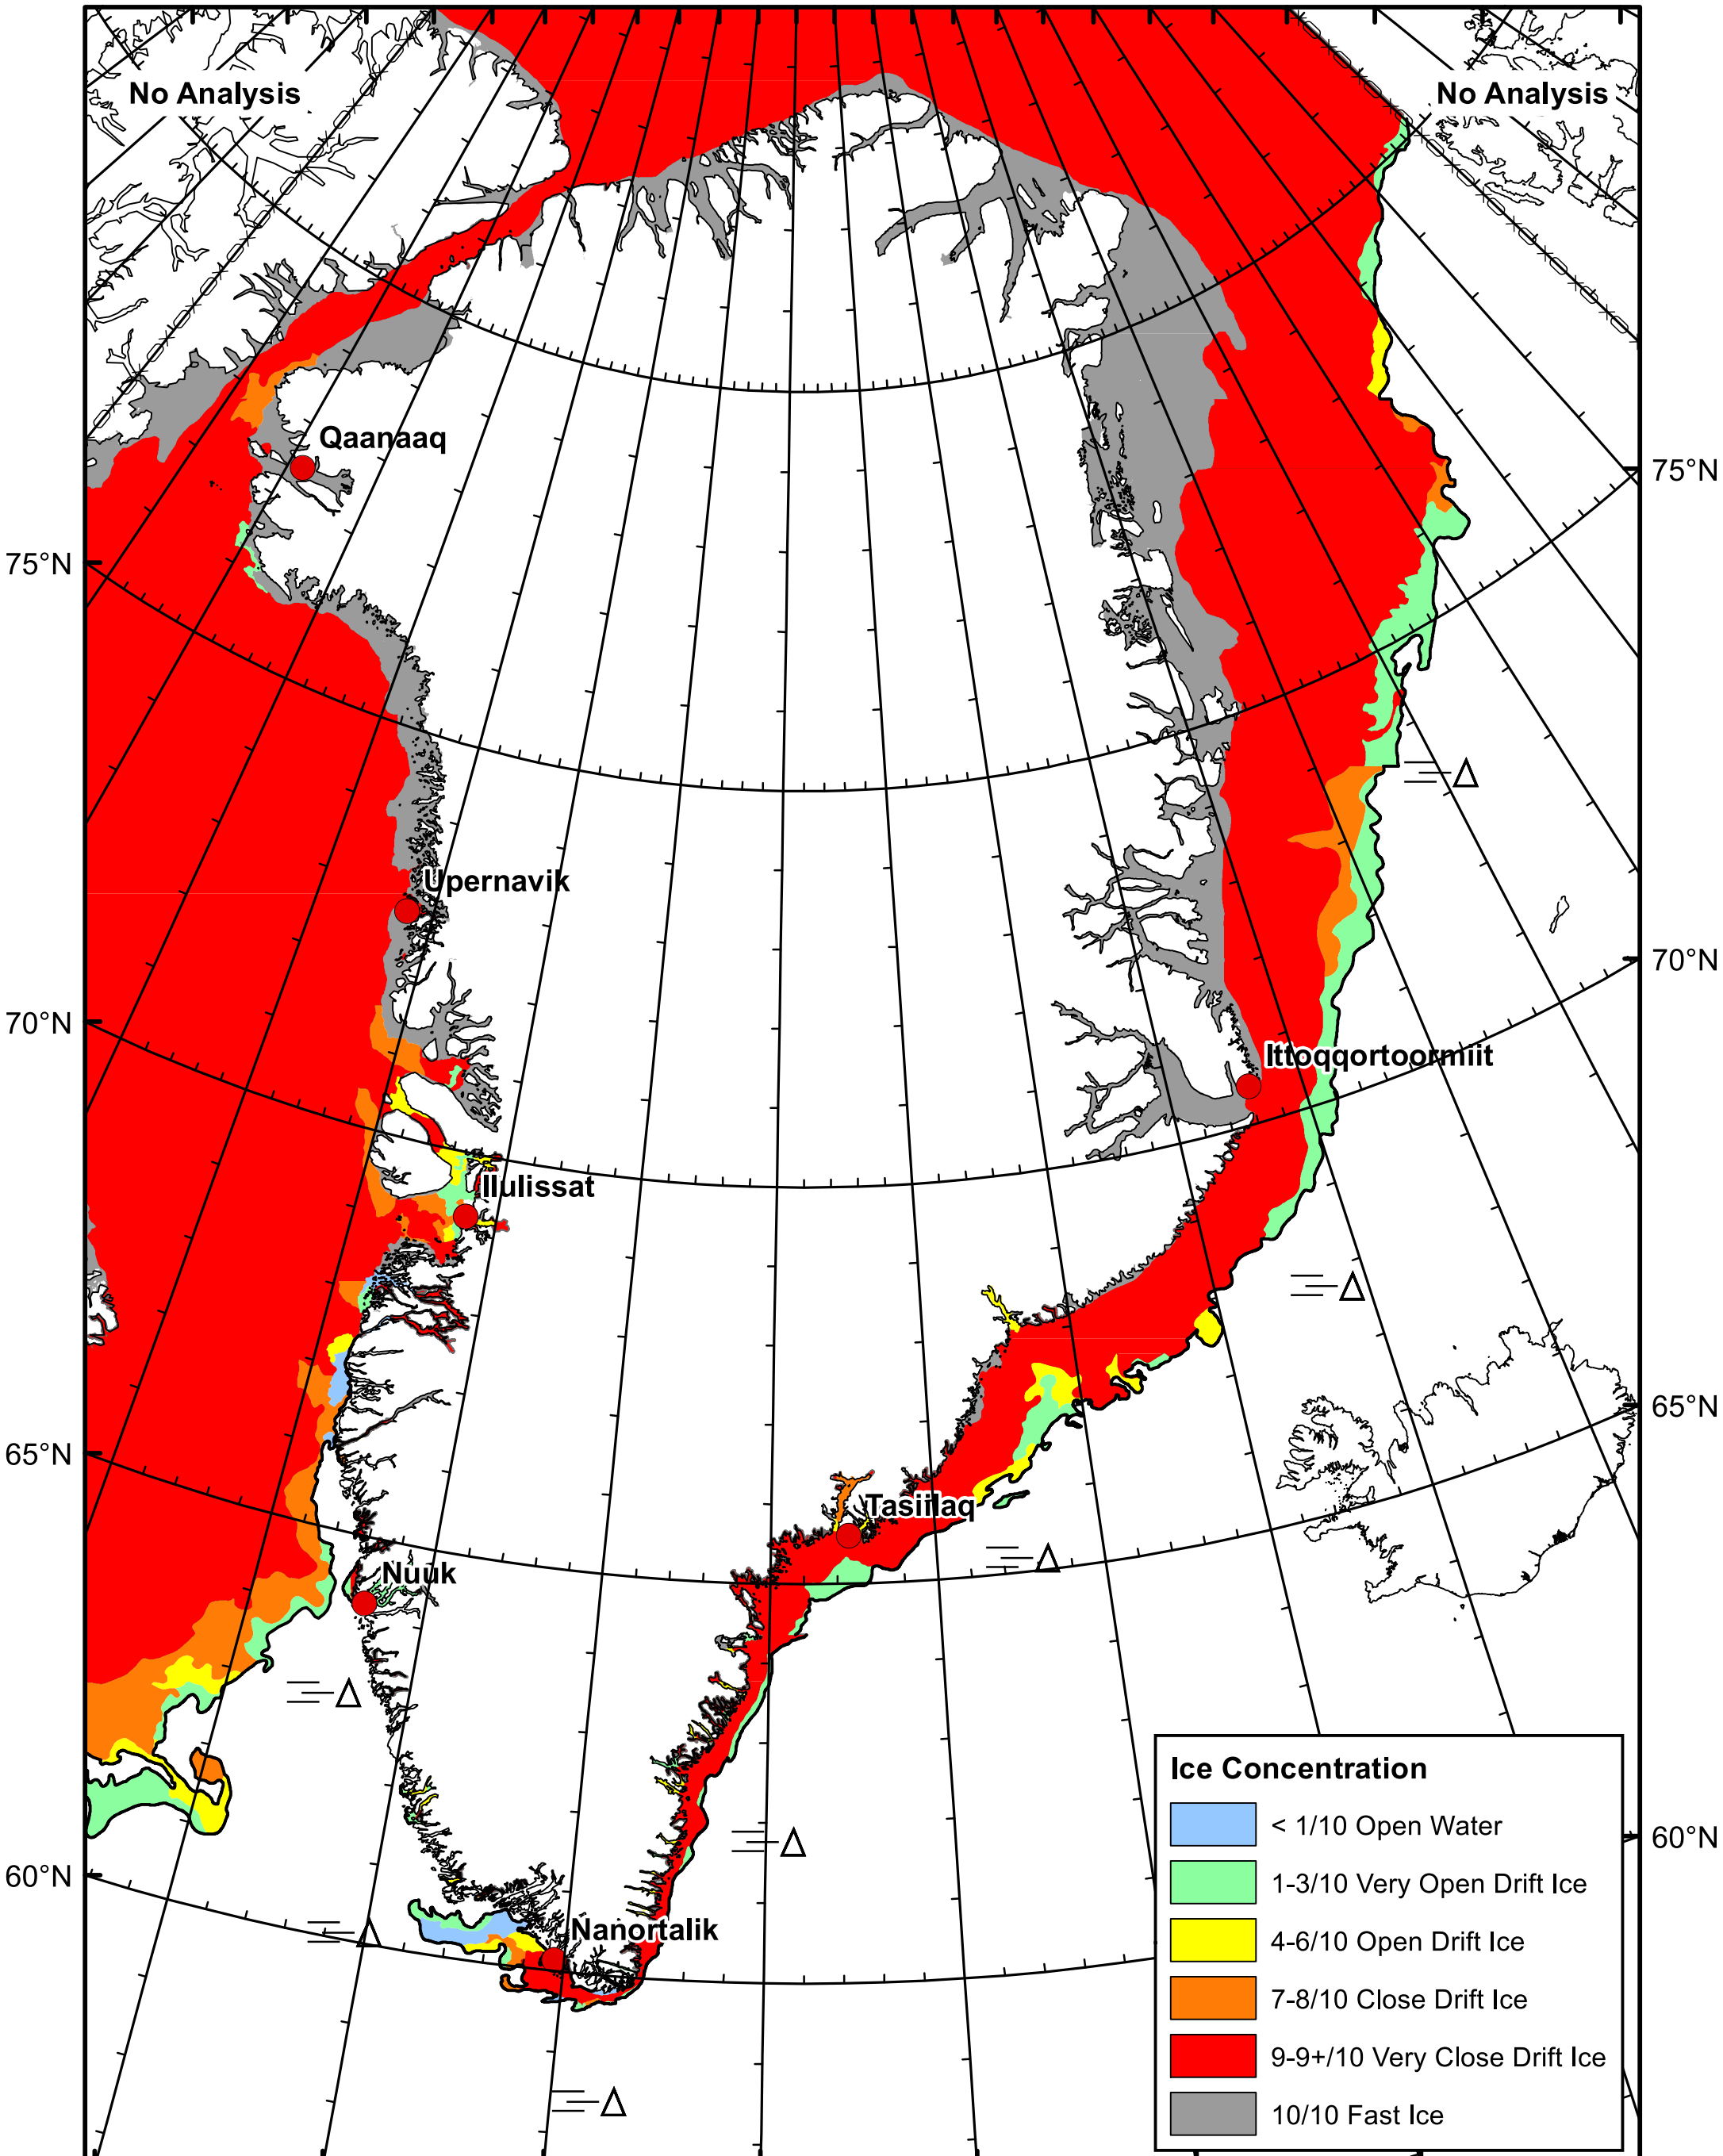 No Analysis
No Analysis
Qaanaaq
75°N
75°N
Upernavik
70°N
70°N
Ittoqqortoormiit
Ilulissat
65°N
65°N
Tasiilaq
Nuuk
60°N
60°N
Nanortalik
Ice Concentration
< 1/10 Open Water
1-3/10 Very Open Drift Ice
4-6/10 Open Drift Ice
7-8/10 Close Drift Ice
9-9+/10 Very Close Drift Ice
10/10 Fast Ice